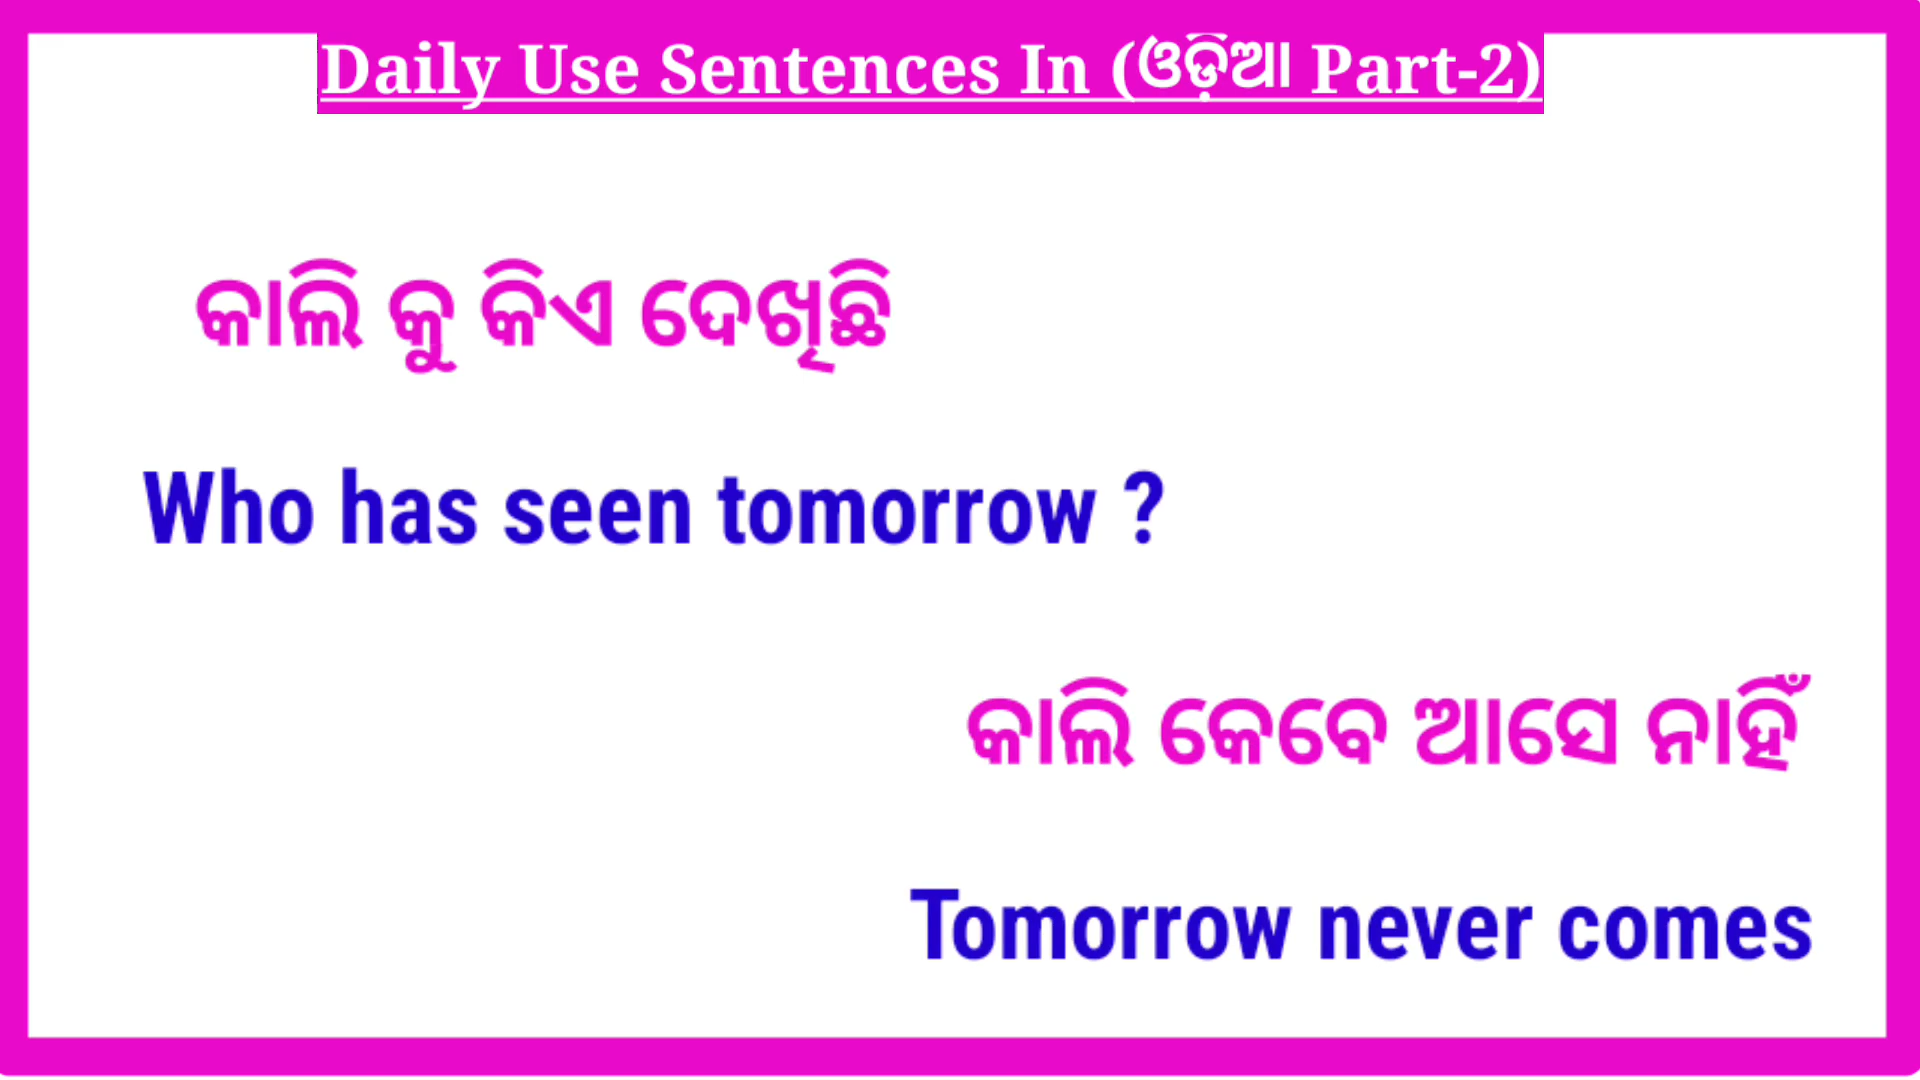 Daily Use Sentences In (ଓଡ଼ିଆ Part-2)
କାଲି କୁ କିଏ ଦେଖିଛି
Who has seen tomorrow ?
କାଲି କେବେ ଆସେ ନାହିଁ
Tomorrow never comes